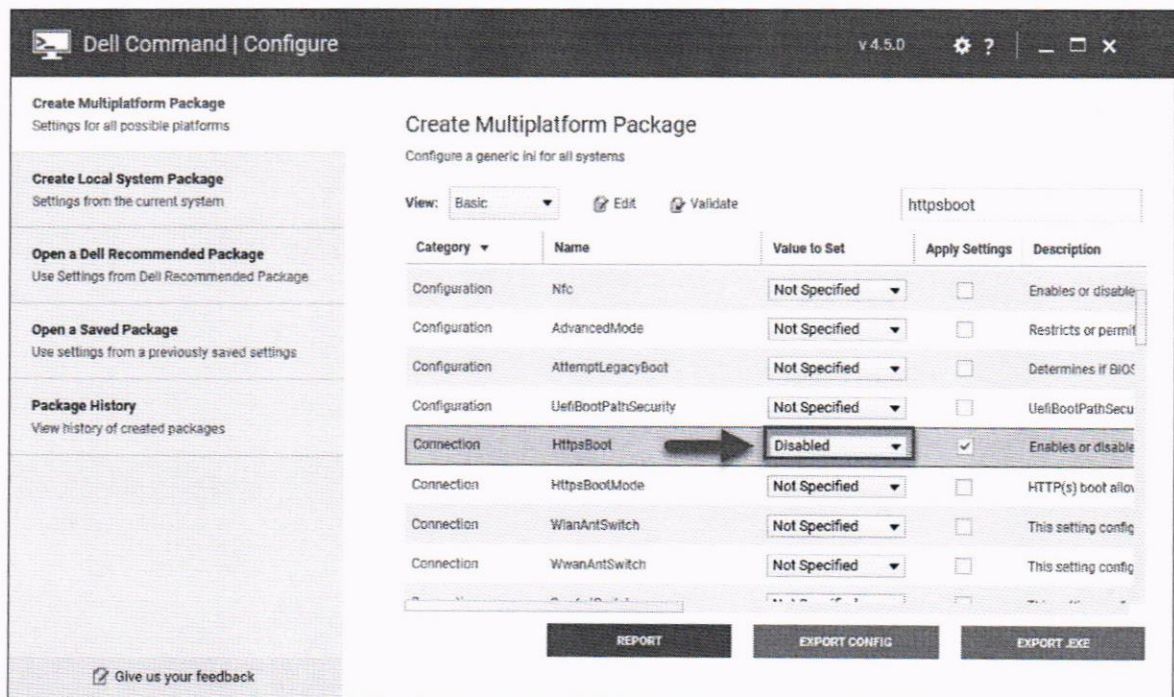 Dell Command | Configure
v 4.5.0
?
Create Multiplatform Package
Settings for all possible platforms
Create Local System Package
Settings from the current system
Open a Dell Recommended Package
Use Settings from Dell Recommended Package
Open a Saved Package
Use settings from a previously saved settings
Package History
View history of created packages
Give us your feedback
Create Multiplatform Package
Configure a generic ini for all systems
View: Basic Edit Validate httpsboot
Category Name Value to Set Apply Settings Description
Configuration Nfc Not Specified Enables or disable
Configuration AdvancedMode Not Specified Restricts or permit
Configuration AttemptLegacyBoot Not Specified Determines if BIOS
Configuration UefiBootPathSecurity Not Specified UefiBootPathSecu
Connection HttpsBoot Disabled Enables or disable
Connection HttpsBootMode Not Specified HTTP(s) boot allow
Connection WlanAntSwitch Not Specified This setting config
Connection WwanAntSwitch Not Specified This setting config
REPORT EXPORT CONFIG EXPORT .EXE